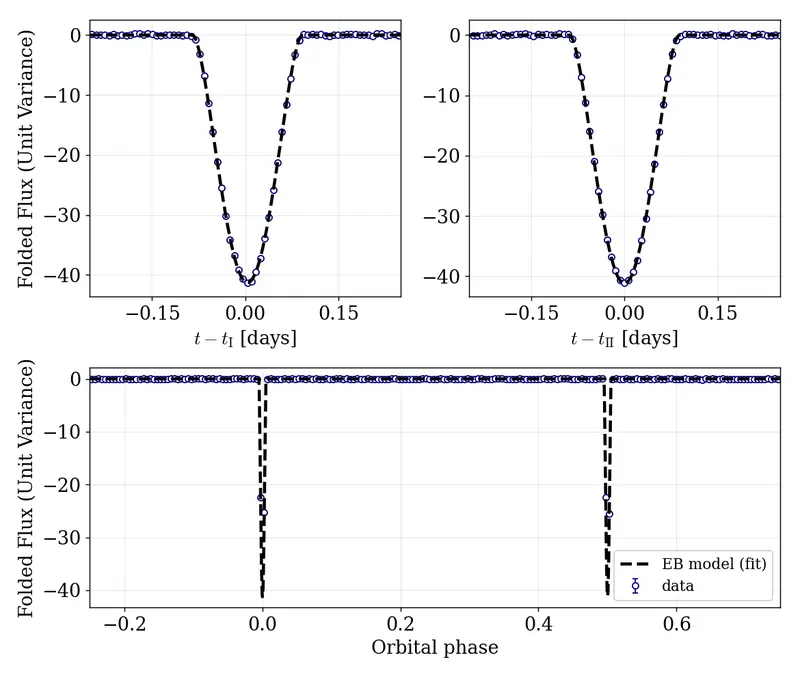 Folded Flux (Unit Variance)
0
−10
−20
−30
−40
−0.15 0.00 0.15
t − tI [days]
0
−10
−20
−30
−40
−0.15 0.00 0.15
t − tII [days]
Folded Flux (Unit Variance)
0
−10
−20
−30
−40
EB model (fit)
data
−0.2 0.0 0.2 0.4 0.6
Orbital phase